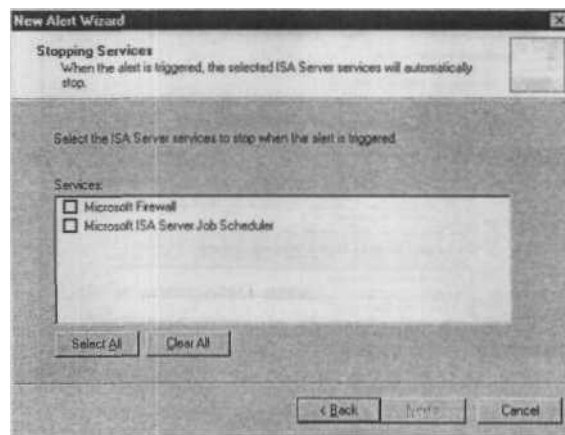 New Alert Wizard
Stopping Services
When the alert is triggered, the selected ISA Server services will automatically
stop.
Select the ISA Server services to stop when the alert is triggered.
Services:
Microsoft Firewall
Microsoft ISA Server Job Scheduler
Select All
Clear All
< Back
Cancel